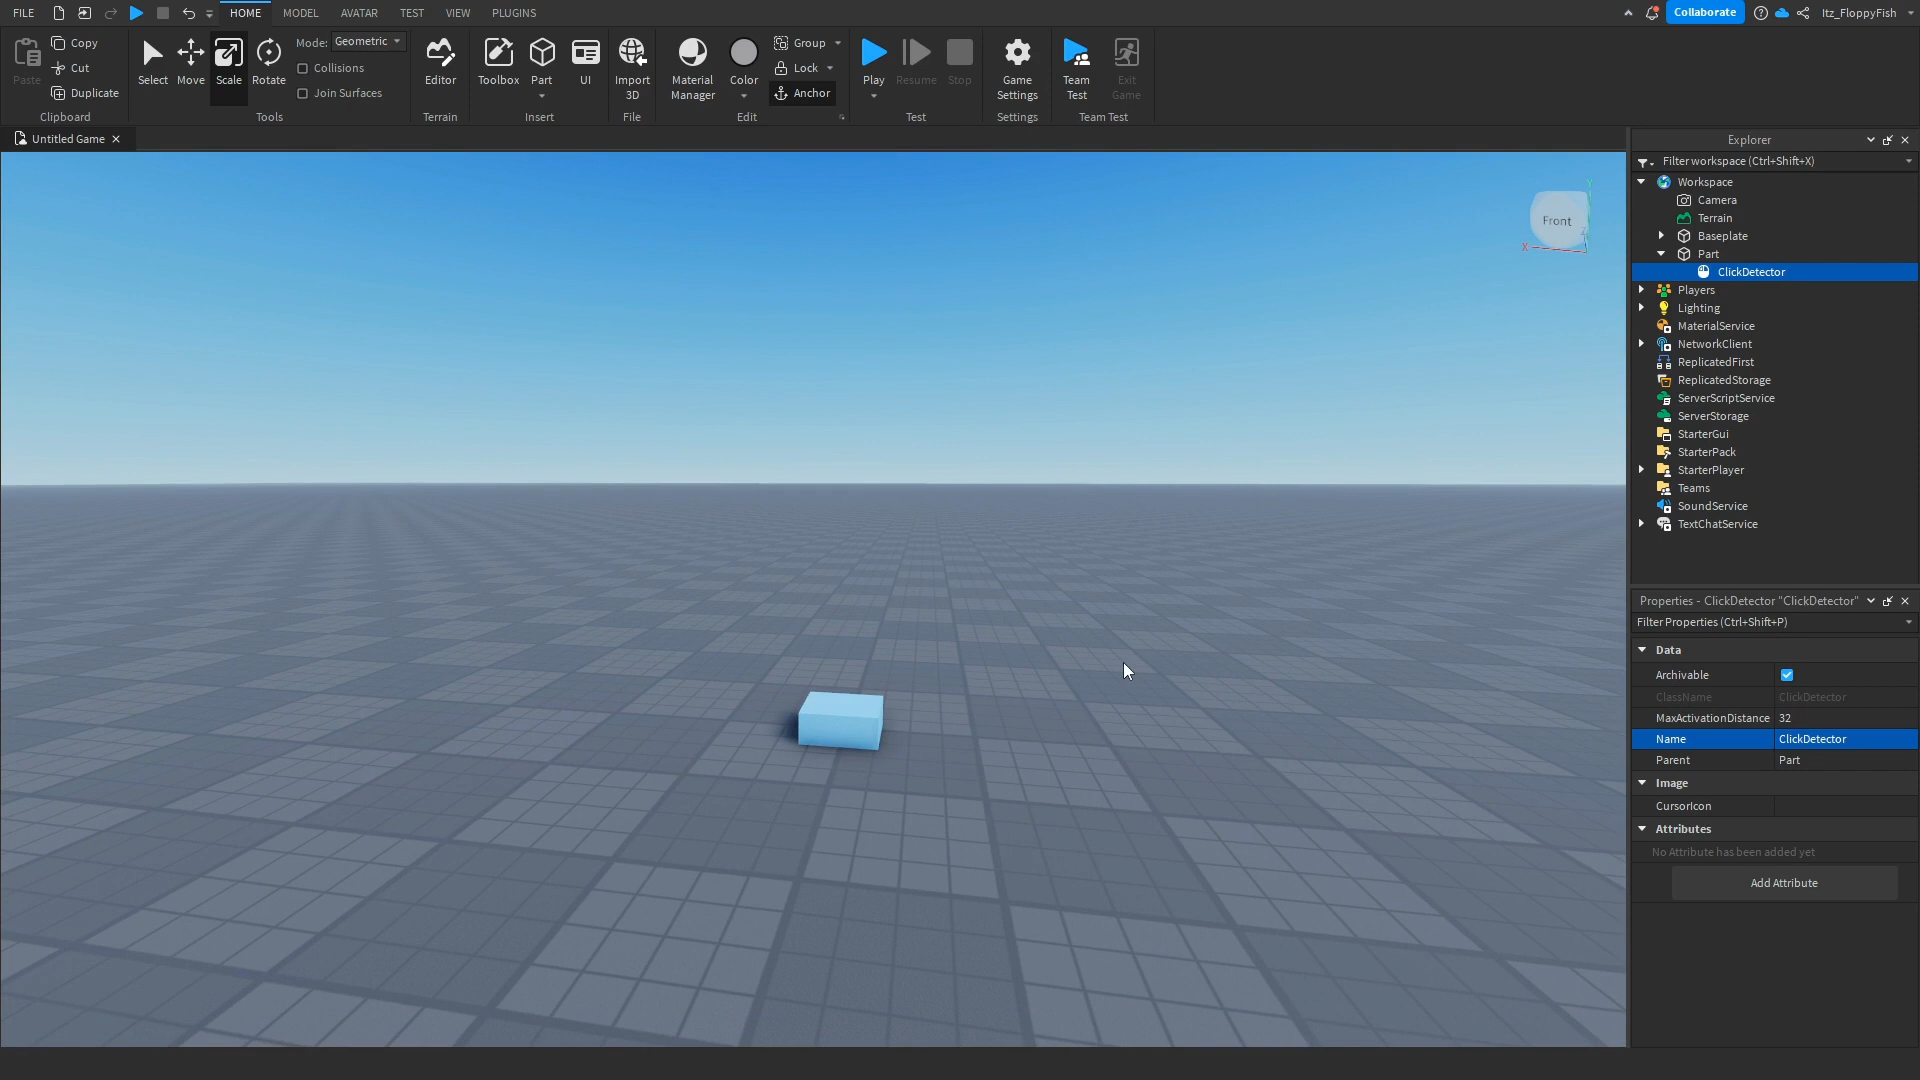 FILE HOME MODEL AVATAR TEST VIEW PLUGINS Collaborate Itz_FloppyFish
Paste Copy Cut Duplicate Clipboard
Select Move Scale Rotate Mode: Geometric Collisions Join Surfaces Tools
Editor Terrain
Toolbox Part UI Insert
Import 3D File
Material Manager Color Group Lock Anchor Edit
Play Resume Stop Test
Game Settings Settings
Team Test Exit Game Team Test
Untitled Game
Front
X
Y
Explorer
Filter workspace (Ctrl+Shift+X)
Workspace
Camera
Terrain
Baseplate
Part
ClickDetector
Players
Lighting
MaterialService
NetworkClient
ReplicatedFirst
ReplicatedStorage
ServerScriptService
ServerStorage
StarterGui
StarterPack
StarterPlayer
Teams
SoundService
TextChatService
Properties - ClickDetector "ClickDetector"
Filter Properties (Ctrl+Shift+P)
Data
Archivable
ClassName ClickDetector
MaxActivationDistance 32
Name ClickDetector
Parent Part
Image
CursorIcon
Attributes
No Attribute has been added yet
Add Attribute